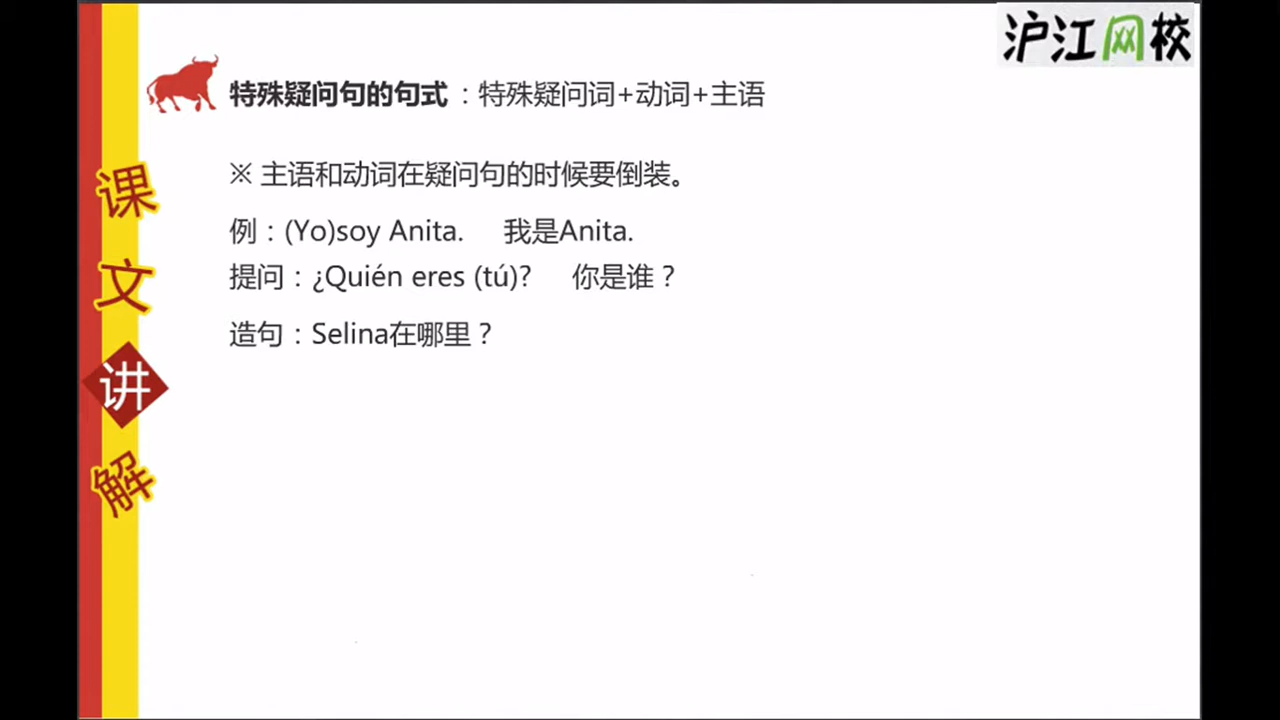 沪江网校
特殊疑问句的句式：特殊疑问词+动词+主语
※ 主语和动词在疑问句的时候要倒装。
例：(Yo)soy Anita. 我是Anita.
提问：¿Quién eres (tú)? 你是谁？
造句：Selina在哪里？
课
文
讲
解